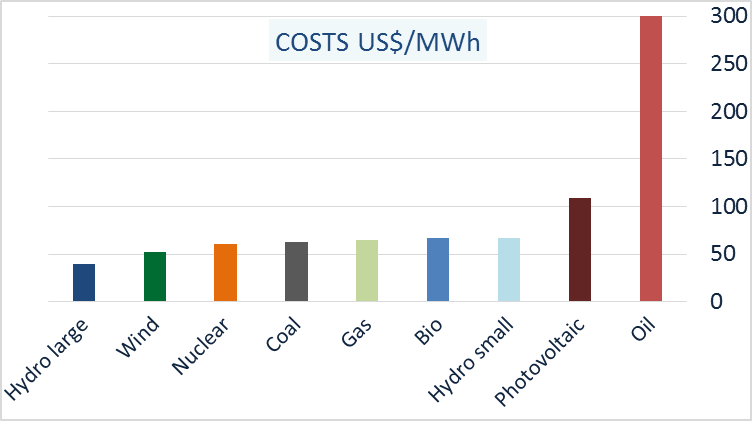 COSTS US$/MWh
300
250
200
150
100
50
0
Hydro large
Wind
Nuclear
Coal
Gas
Bio
Hydro small
Photovoltaic
Oil